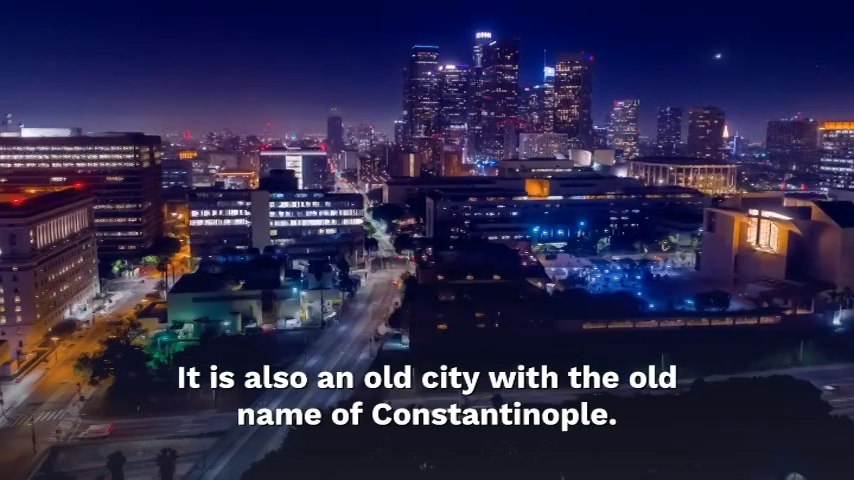 It is also an old city with the old
name of Constantinople.